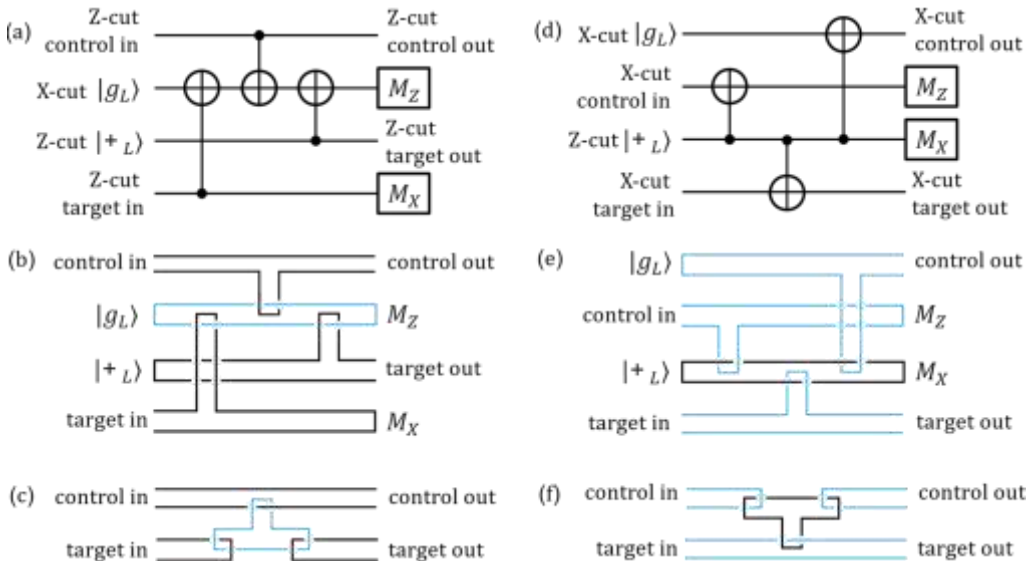 (a)
Z-cut
control in
Z-cut
control out
X-cut |g_L⟩
M_Z
Z-cut |+_L⟩
Z-cut
target out
Z-cut
target in
M_X
(b)
control in
control out
|g_L⟩
M_Z
|+_L⟩
target out
target in
M_X
(c)
control in
control out
target in
target out
(d)
X-cut |g_L⟩
X-cut
control out
X-cut
control in
M_Z
Z-cut |+_L⟩
M_X
X-cut
target in
X-cut
target out
(e)
|g_L⟩
control out
control in
M_Z
|+_L⟩
M_X
target in
target out
(f)
control in
control out
target in
target out